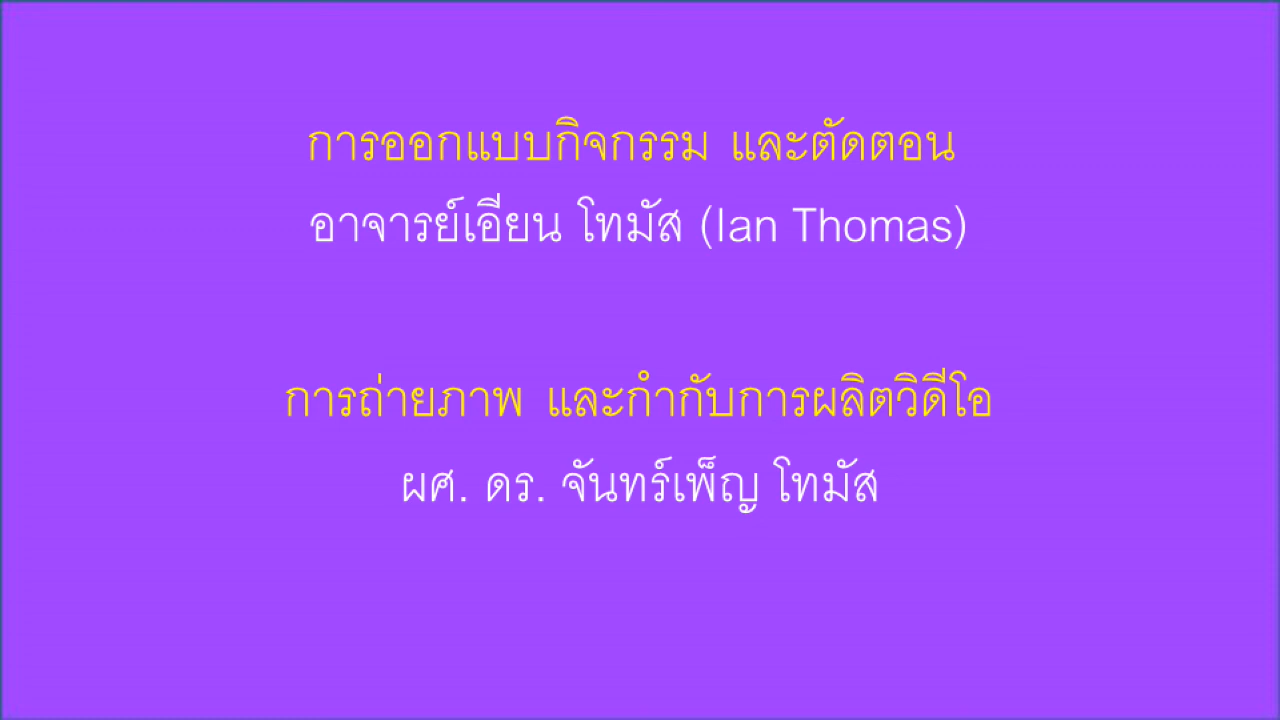 การออกแบบกิจกรรม และตัดตอน
อาจารย์เอียน โทมัส (Ian Thomas)
การถ่ายภาพ และกำกับการผลิตวิดีโอ
ผศ. ดร. จันทร์เพ็ญ โทมัส